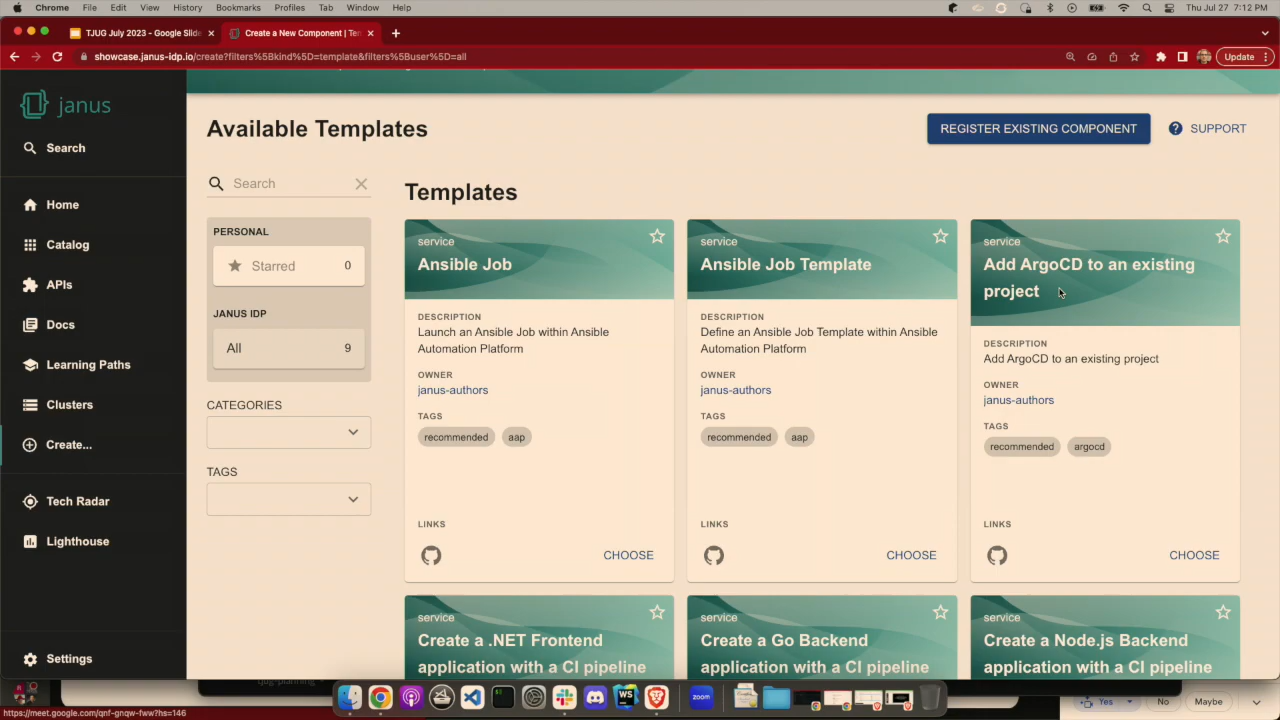 Chrome File Edit View History Bookmarks Profiles Tab Window Help Thu Jul 27 7:12 PM
TJUG July 2023 - Google Slide
Create a New Component | Ten
showcase.janus-idp.io/create?filters%5Bkind%5D=template&filters%5Buser%5D=all
Update
janus
Search
Home
Catalog
APIs
Docs
Learning Paths
Clusters
Create...
Tech Radar
Lighthouse
Settings
Available Templates
REGISTER EXISTING COMPONENT
SUPPORT
Search
PERSONAL
Starred 0
JANUS IDP
All 9
CATEGORIES
TAGS
Templates
service
Ansible Job
DESCRIPTION
Launch an Ansible Job within Ansible
Automation Platform
OWNER
janus-authors
TAGS
recommended aap
LINKS
CHOOSE
service
Ansible Job Template
DESCRIPTION
Define an Ansible Job Template within Ansible
Automation Platform
OWNER
janus-authors
TAGS
recommended aap
LINKS
CHOOSE
service
Add ArgoCD to an existing
project
DESCRIPTION
Add ArgoCD to an existing project
OWNER
janus-authors
TAGS
recommended argocd
LINKS
CHOOSE
service
Create a .NET Frontend
application with a CI pipeline
service
Create a Go Backend
application with a CI pipeline
service
Create a Node.js Backend
application with a CI pipeline
zoom
Yes No Maybe
https://meet.google.com/qnf-gnqw-fww?hs=146